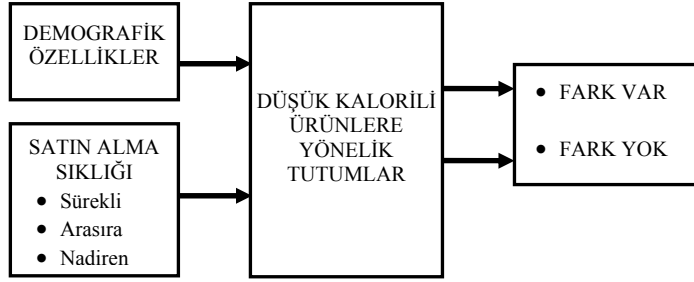 DEMOGRAFİK
ÖZELLİKLER
SATIN ALMA
SIKLIĞI
• Sürekli
• Arasıra
• Nadiren
DÜŞÜK KALORİLİ
ÜRÜNLERE
YÖNELİK
TUTUMLAR
• FARK VAR
• FARK YOK